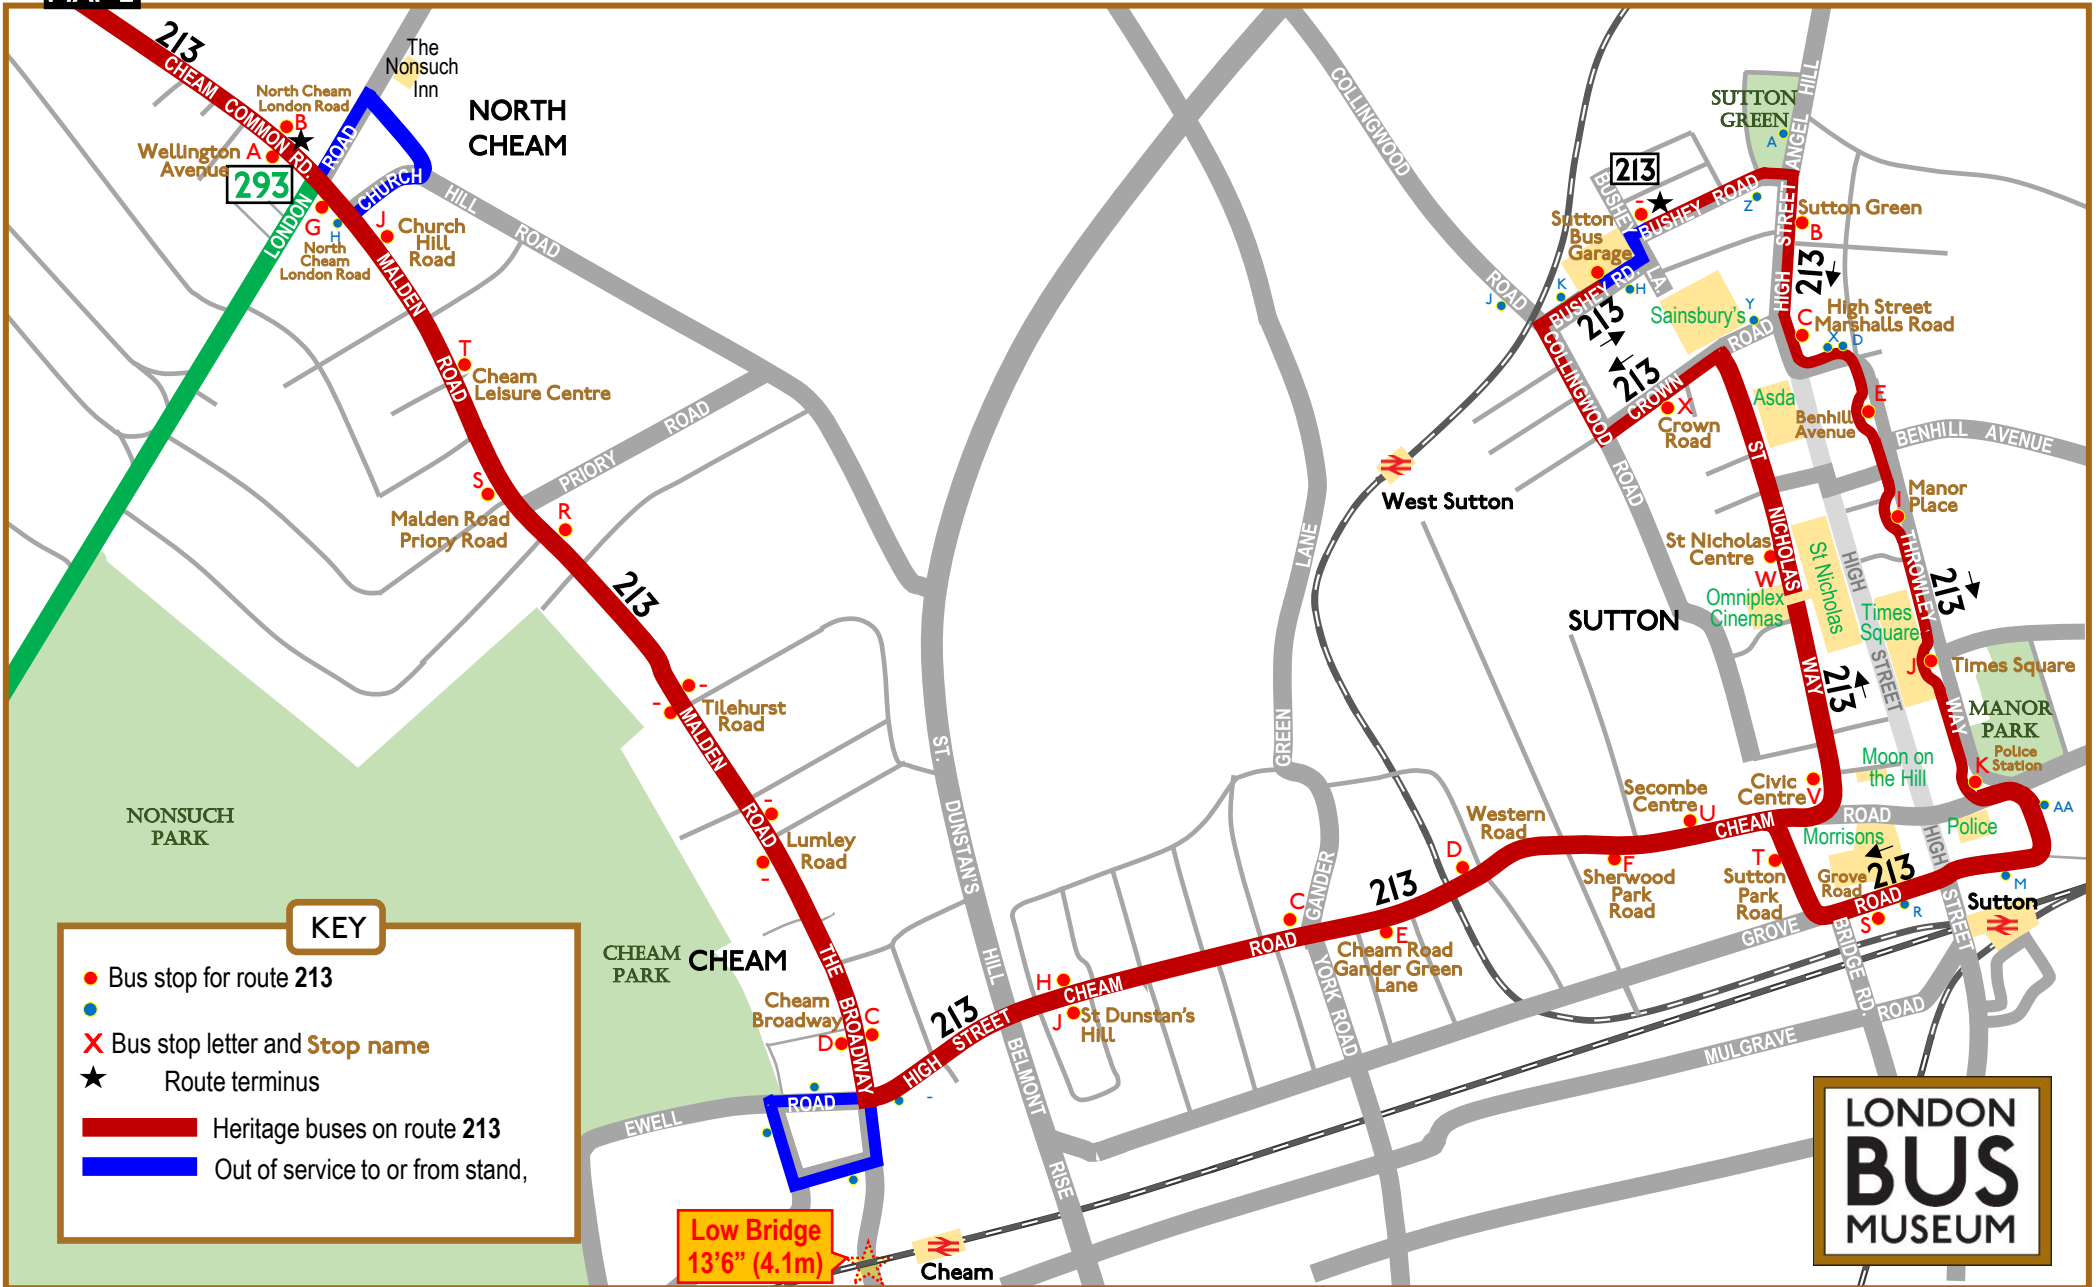 MAP 2
213
CHEAM COMMON RD.
North Cheam
London Road
B
Wellington
Avenue
A
293
LONDON
ROAD
The
Nonsuch
Inn
NORTH
CHEAM
CHURCH
HILL
ROAD
G
H
J
North
Cheam
London Road
Church
Hill
Road
MALDEN
ROAD
T
Cheam
Leisure Centre
S
Malden Road
Priory Road
R
PRIORY
ROAD
213
Tilehurst
Road
-
-
MALDEN
ROAD
-
Lumley
Road
-
NONSUCH
PARK
CHEAM
PARK
CHEAM
THE
BROADWAY
Cheam
Broadway
C
D
213
HIGH STREET
-
EWELL
ROAD
Low Bridge
13'6" (4.1m)
Cheam
ST.
DUNSTAN'S
HILL
BELMONT
RISE
H
J
CHEAM
ROAD
St Dunstan's
Hill
C
213
E
Cheam Road
Gander Green
Lane
GREEN
LANE
GANDER
YORK ROAD
D
Western
Road
F
Sherwood
Park
Road
Secombe
Centre
U
CHEAM
ROAD
Civic
Centre
V
T
Sutton
Park
Road
GROVE
ROAD
Grove
Road
S
R
213
BRIDGE RD.
MULGRAVE
ROAD
Morrisons
Moon on
the Hill
Police
HIGH
STREET
Sutton
M
AA
K
Police
Station
MANOR
PARK
Times Square
J
Times
Square
THROWLEY
WAY
213
Manor
Place
I
BENHILL AVENUE
E
Benhill
Avenue
Asda
St Nicholas
HIGH
STREET
ST
NICHOLAS
WAY
213
St Nicholas
Centre
W
Omniplex
Cinemas
SUTTON
West Sutton
COLLINGWOOD
ROAD
J
K
BUSHEY RD.
213
H
COLLINGWOOD
ROAD
213
CROWN
ROAD
X
Crown
Road
Sainsbury's
Y
Sutton
Bus
Garage
BUSHEY
LA.
213
-
BUSHEY ROAD
Z
SUTTON
GREEN
A
ANGEL HILL
HIGH
STREET
Sutton Green
B
213
C
High Street
Marshalls Road
X
D
KEY
Bus stop for route 213
X Bus stop letter and Stop name
Route terminus
Heritage buses on route 213
Out of service to or from stand,
LONDON
BUS
MUSEUM